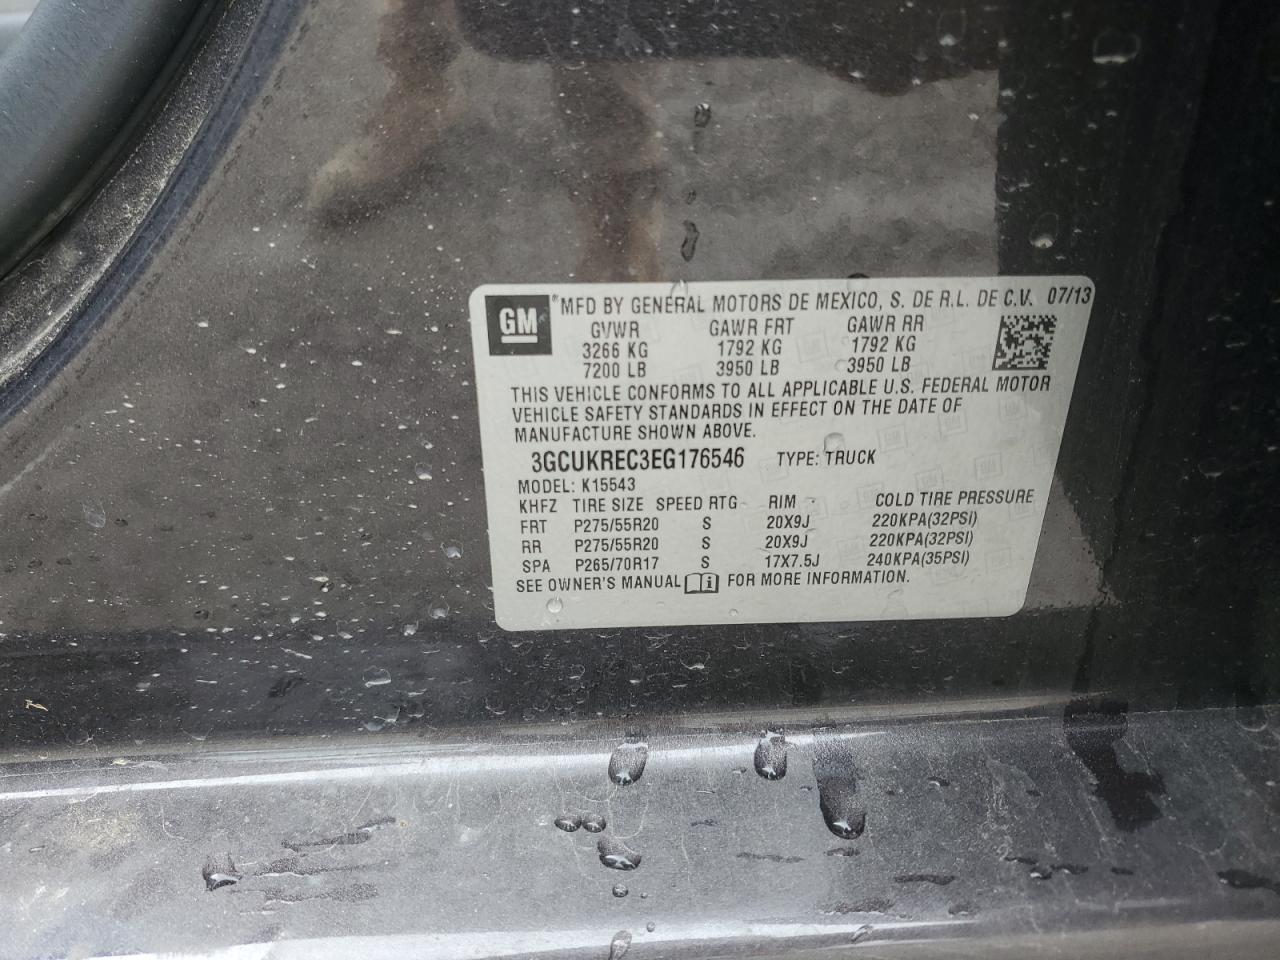 GM ® MFD BY GENERAL MOTORS DE MEXICO, S. DE R.L. DE C.V. 07/13
GVWR GAWR FRT GAWR RR
3266 KG 1792 KG 1792 KG
7200 LB 3950 LB 3950 LB
THIS VEHICLE CONFORMS TO ALL APPLICABLE U.S. FEDERAL MOTOR
VEHICLE SAFETY STANDARDS IN EFFECT ON THE DATE OF
MANUFACTURE SHOWN ABOVE.
3GCUKREC3EG176546 TYPE: TRUCK
MODEL: K15543
KHFZ TIRE SIZE SPEED RTG RIM COLD TIRE PRESSURE
FRT P275/55R20 S 20X9J 220KPA(32PSI)
RR P275/55R20 S 20X9J 220KPA(32PSI)
SPA P265/70R17 S 17X7.5J 240KPA(35PSI)
SEE OWNER'S MANUAL FOR MORE INFORMATION.